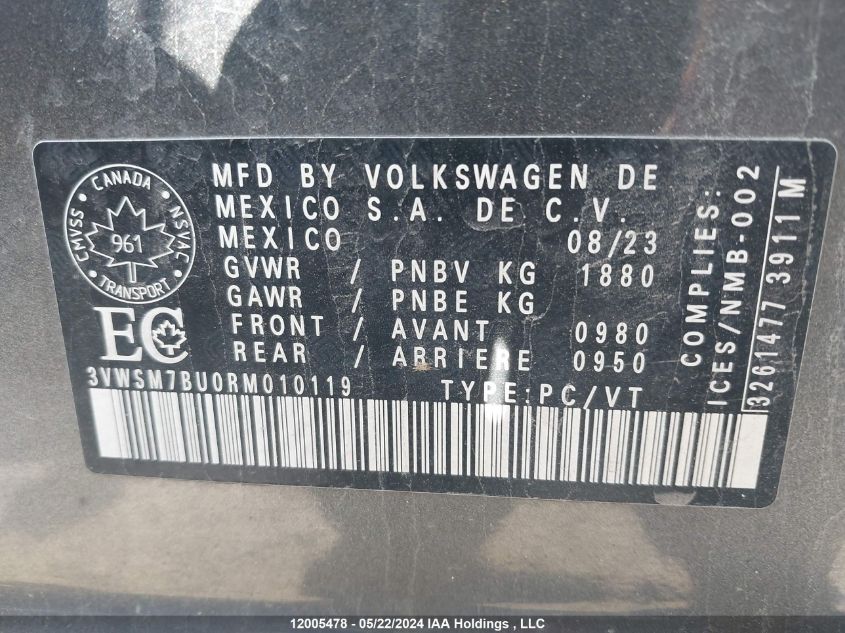 CANADA
CMVSS
NSVAC
961
TRANSPORT
EC
MFD BY VOLKSWAGEN DE
MEXICO S.A. DE C.V.
MEXICO 08/23
GVWR / PNBV KG 1880
GAWR / PNBE KG
FRONT / AVANT 0980
REAR / ARRIERE 0950
3VWSM7BU0RM010119 TYPE:PC/VT
COMPLIES:
ICES/NMB-002
3261477 3911 M
12005478 - 05/22/2024 IAA Holdings , LLC